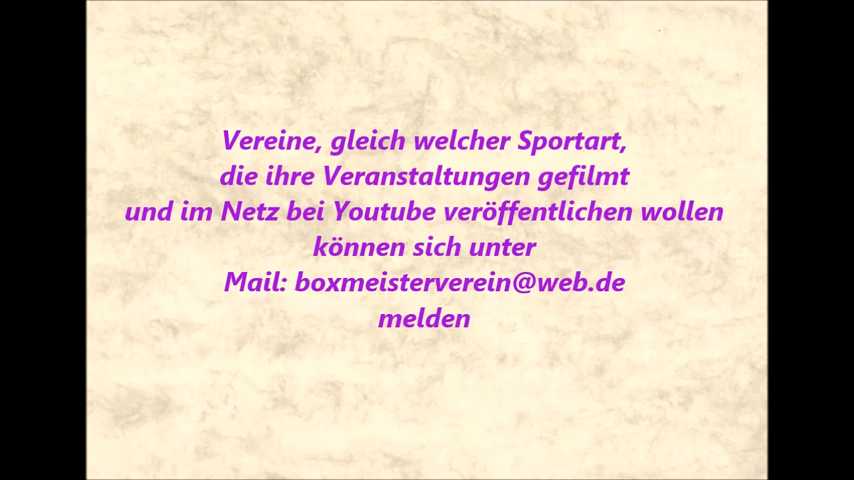 Vereine, gleich welcher Sportart,
die ihre Veranstaltungen gefilmt
und im Netz bei Youtube veröffentlichen wollen
können sich unter
Mail: boxmeisterverein@web.de
melden